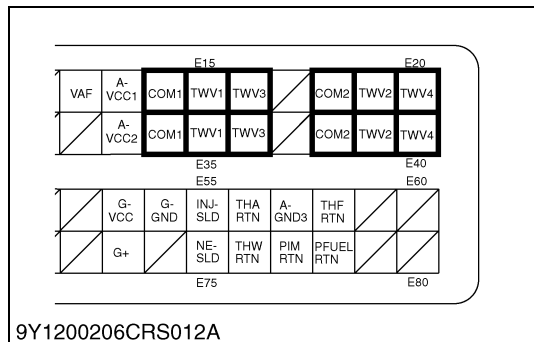 E15 E20
VAF A-VCC1 COM1 TWV1 TWV3 COM2 TWV2 TWV4
A-VCC2 COM1 TWV1 TWV3 COM2 TWV2 TWV4
E35 E40
E55 E60
G-VCC G-GND INJ-SLD THA RTN A-GND3 THF RTN
G+ NE-SLD THW RTN PIM RTN PFUEL RTN
E75 E80
9Y1200206CRS012A